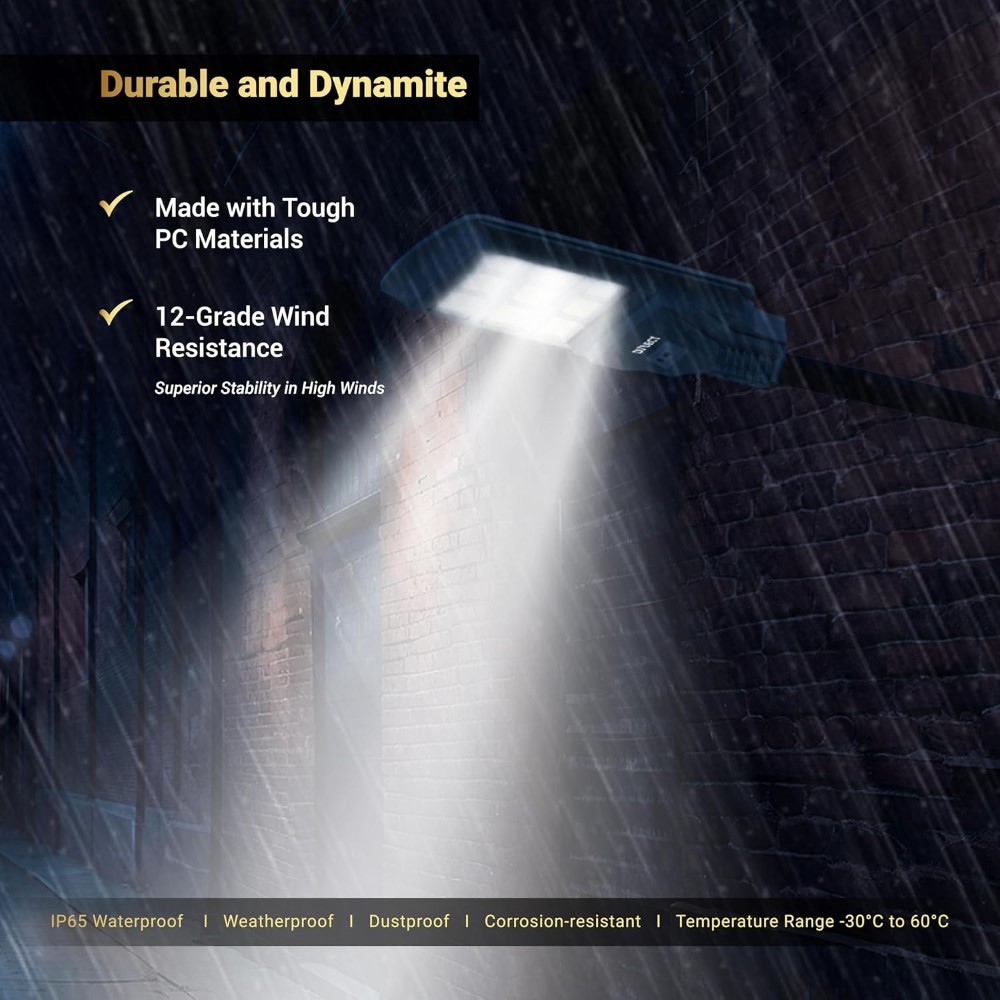 Durable and Dynamite
Made with Tough
PC Materials
12-Grade Wind
Resistance
Superior Stability in High Winds
IP65 Waterproof | Weatherproof | Dustproof | Corrosion-resistant | Temperature Range -30°C to 60°C